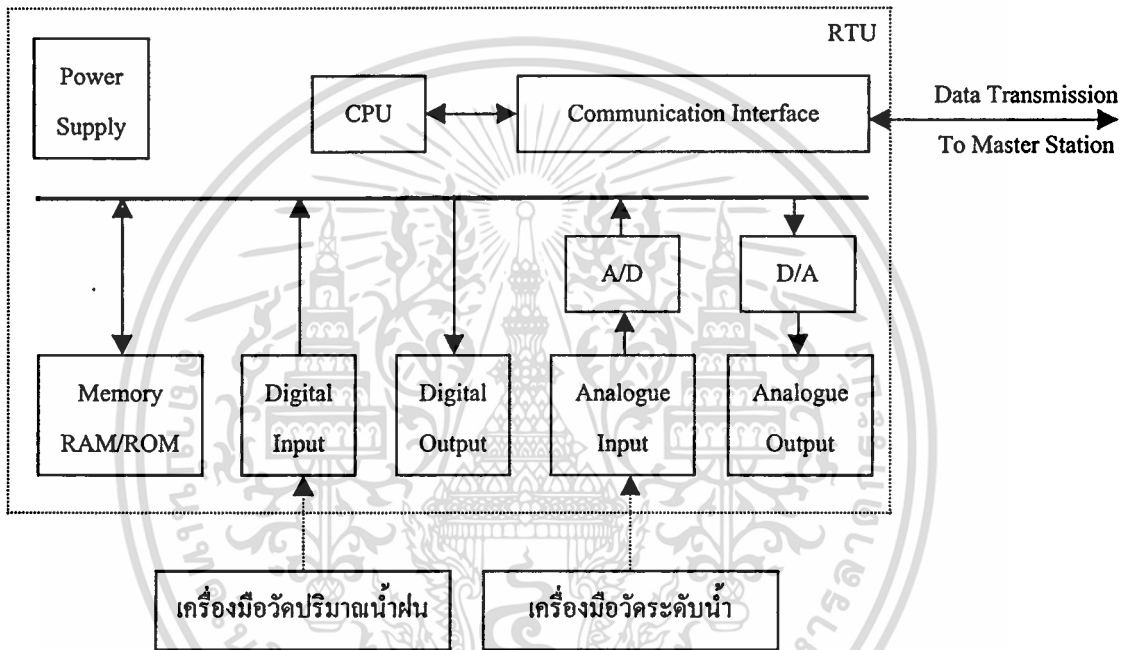 RTU
Power
Supply
CPU
Communication Interface
Data Transmission
To Master Station
A/D
D/A
Memory
RAM/ROM
Digital
Input
Digital
Output
Analogue
Input
Analogue
Output
เครื่องมือวัดปริมาณน้ำฝน
เครื่องมือวัดระดับน้ำ